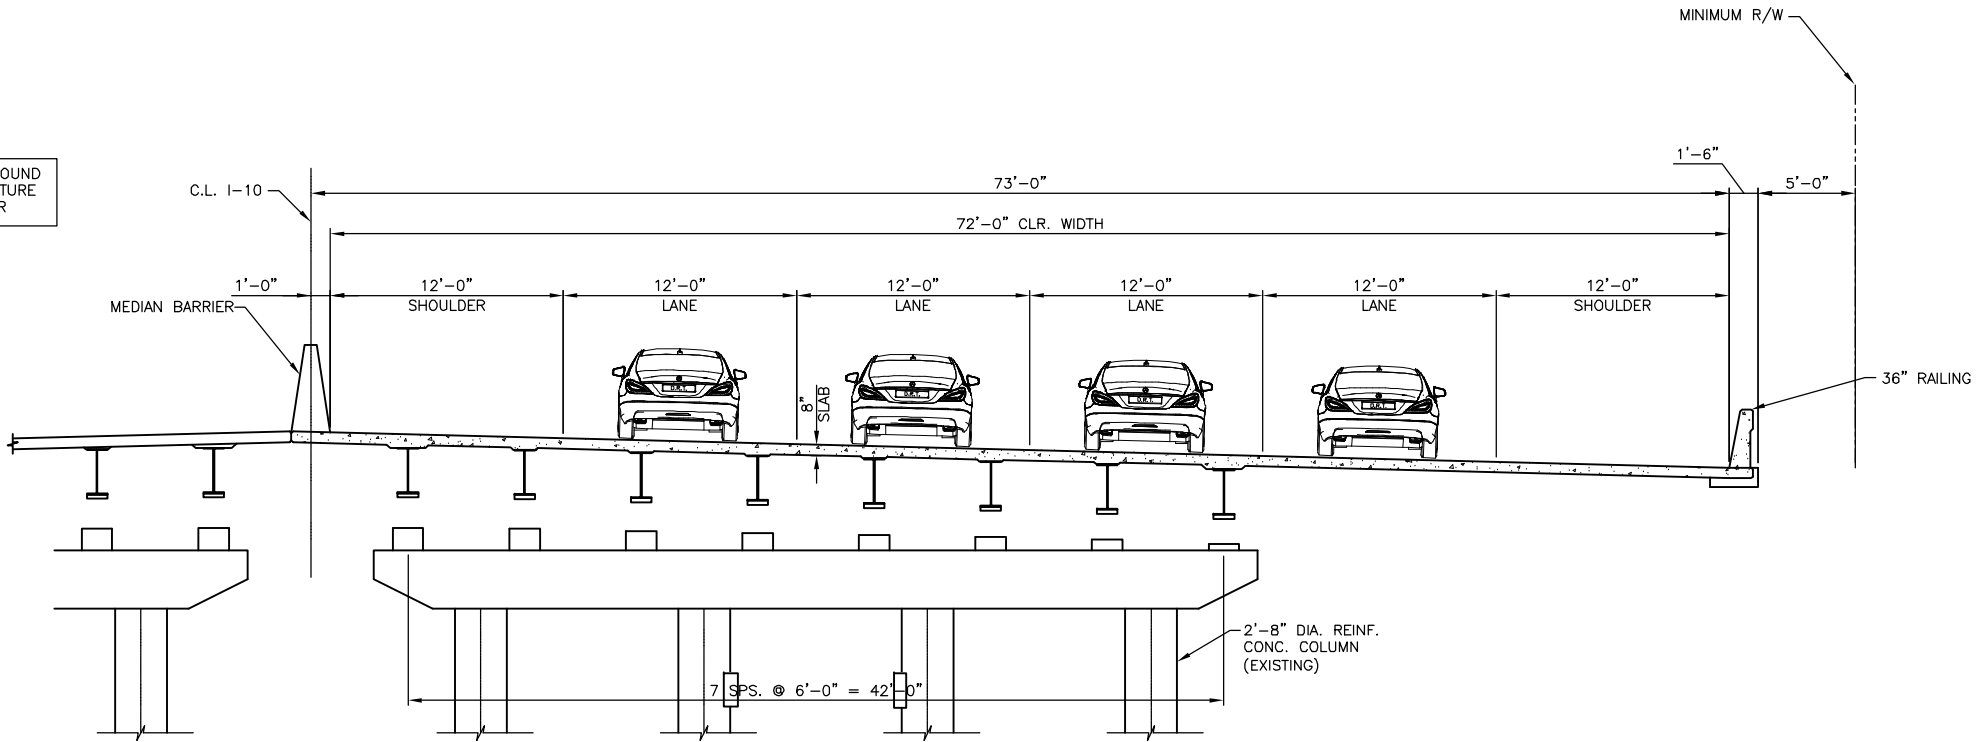 MINIMUM R/W
1'-6"
OUND
TURE
R
C.L. I-10
73'-0"
5'-0"
72'-0" CLR. WIDTH
1'-0"
12'-0"
12'-0"
12'-0"
12'-0"
12'-0"
12'-0"
MEDIAN BARRIER
SHOULDER
LANE
LANE
LANE
LANE
SHOULDER
36" RAILING
8"
SLAB
D.R.T.
D.R.T.
D.R.T.
D.R.T.
2'-8" DIA. REINF.
CONC. COLUMN
(EXISTING)
7 SPS. @ 6'-0" = 42'-0"